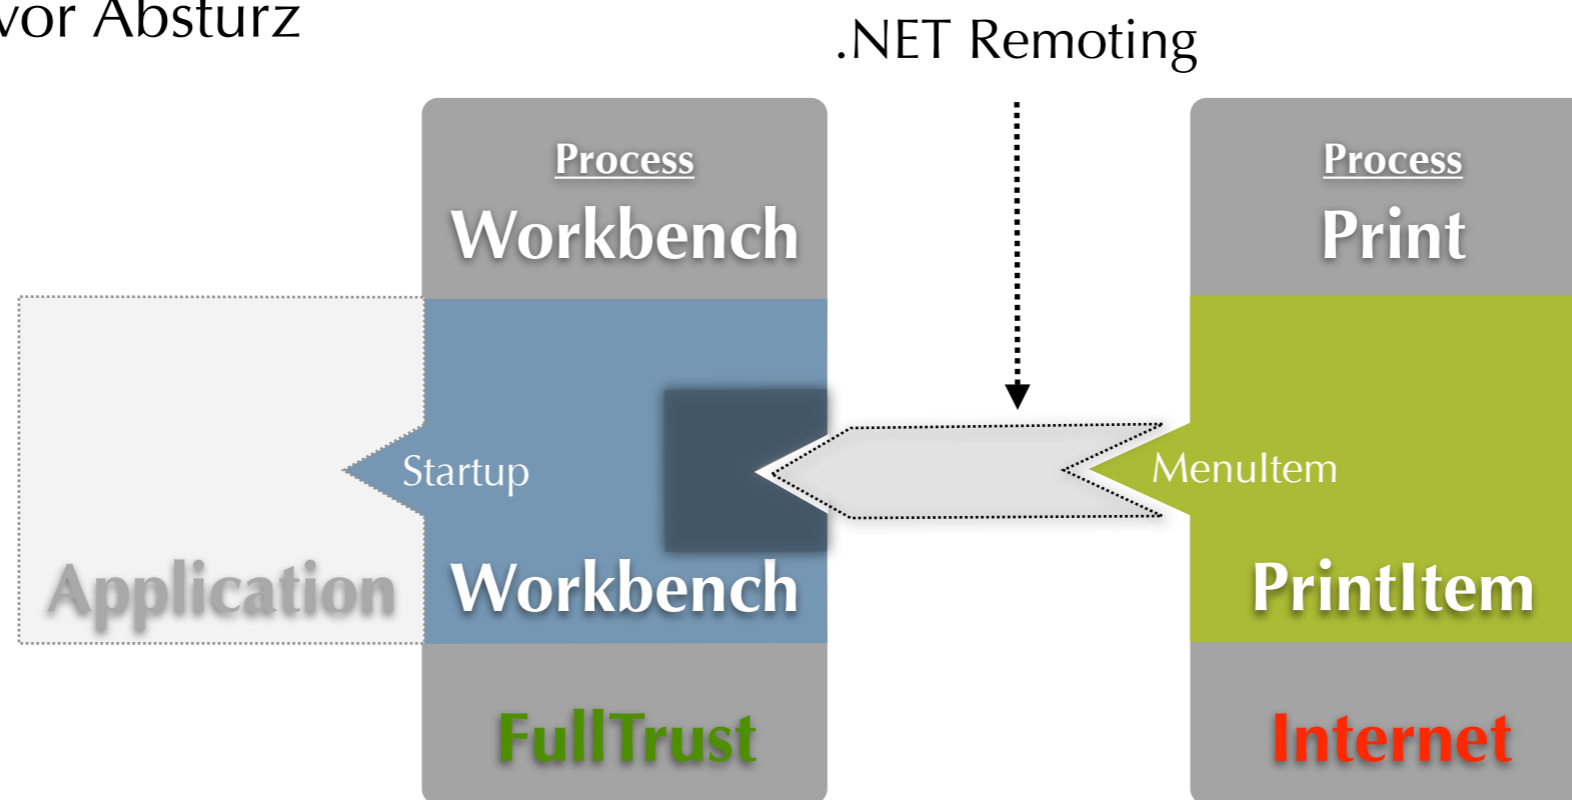 vor Absturz
.NET Remoting
Process
Workbench
Process
Print
Startup
MenuItem
Application
Workbench
PrintItem
FullTrust
Internet